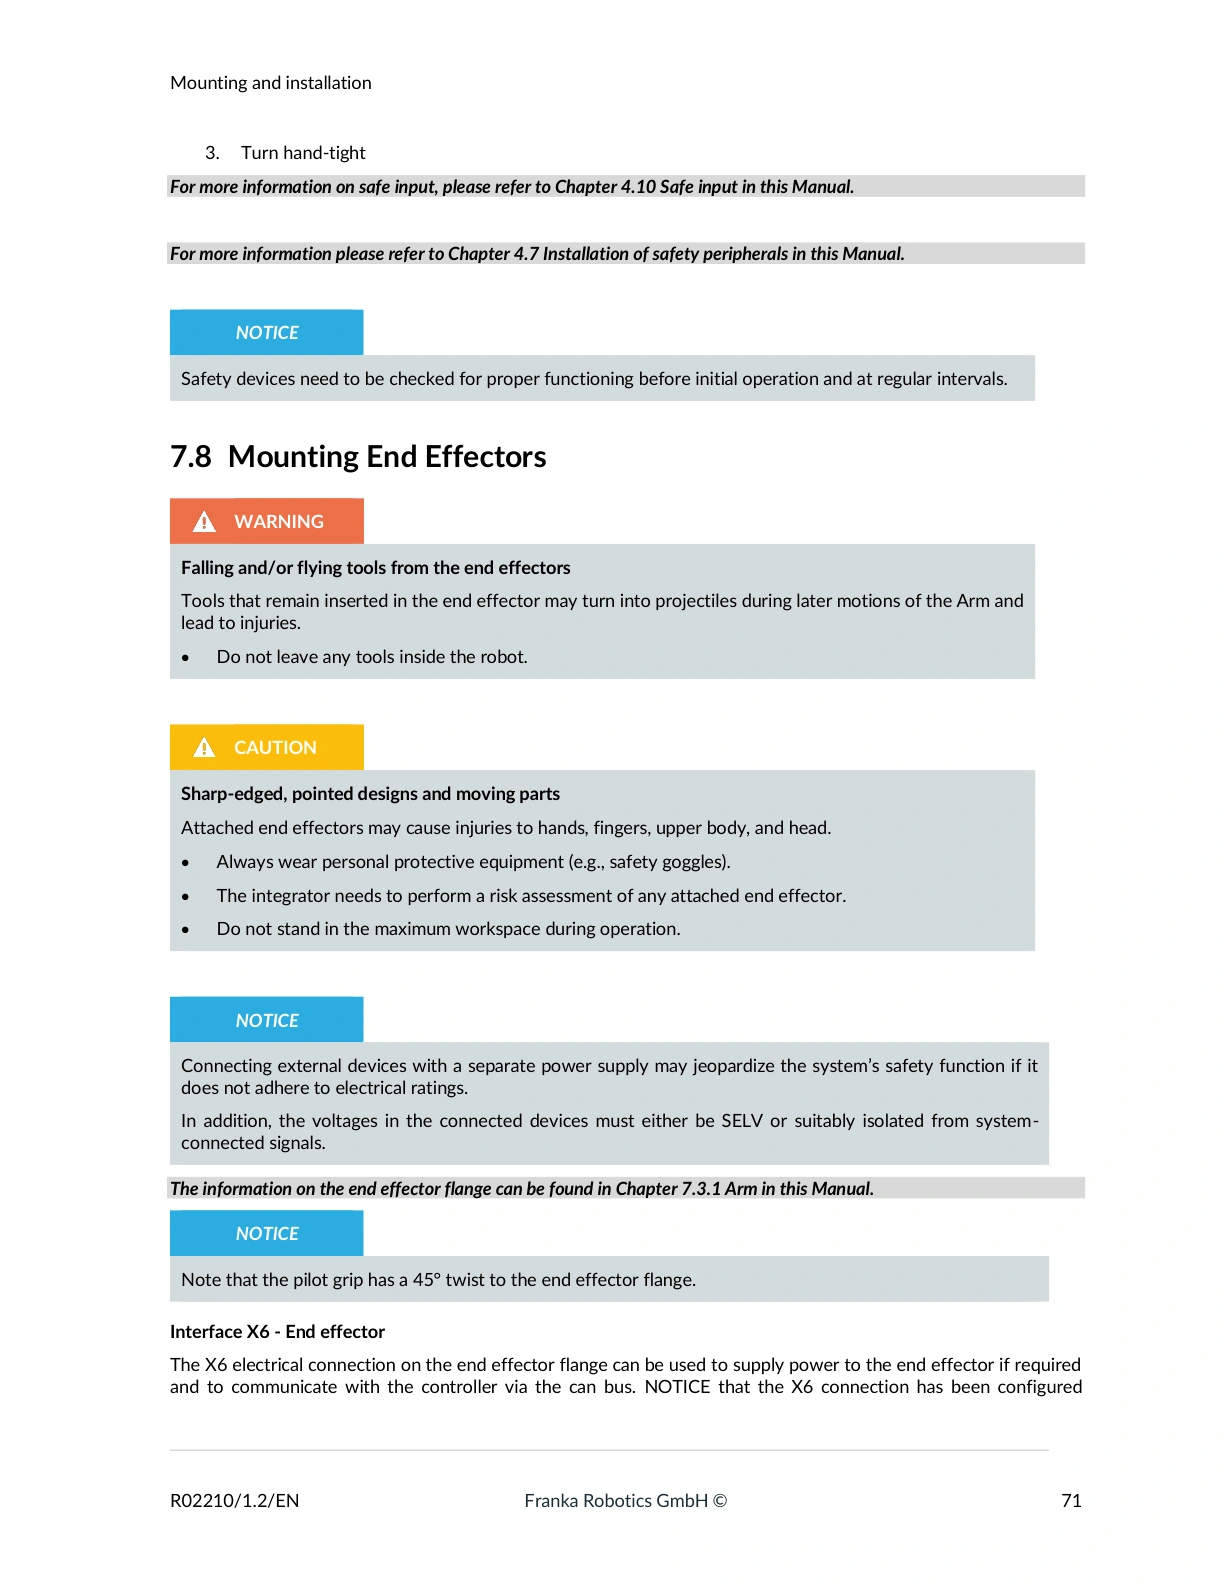 Mounting and installation
3. Turn hand-tight
For more information on safe input, please refer to Chapter 4.10 Safe input in this Manual.
For more information please refer to Chapter 4.7 Installation of safety peripherals in this Manual.
NOTICE
Safety devices need to be checked for proper functioning before initial operation and at regular intervals.
7.8 Mounting End Effectors
WARNING
Falling and/or flying tools from the end effectors
Tools that remain inserted in the end effector may turn into projectiles during later motions of the Arm and
lead to injuries.
• Do not leave any tools inside the robot.
CAUTION
Sharp-edged, pointed designs and moving parts
Attached end effectors may cause injuries to hands, fingers, upper body, and head.
• Always wear personal protective equipment (e.g., safety goggles).
• The integrator needs to perform a risk assessment of any attached end effector.
• Do not stand in the maximum workspace during operation.
NOTICE
Connecting external devices with a separate power supply may jeopardize the system’s safety function if it
does not adhere to electrical ratings.
In addition, the voltages in the connected devices must either be SELV or suitably isolated from system-
connected signals.
The information on the end effector flange can be found in Chapter 7.3.1 Arm in this Manual.
NOTICE
Note that the pilot grip has a 45° twist to the end effector flange.
Interface X6 - End effector
The X6 electrical connection on the end effector flange can be used to supply power to the end effector if required
and to communicate with the controller via the can bus. NOTICE that the X6 connection has been configured
R02210/1.2/EN Franka Robotics GmbH © 71